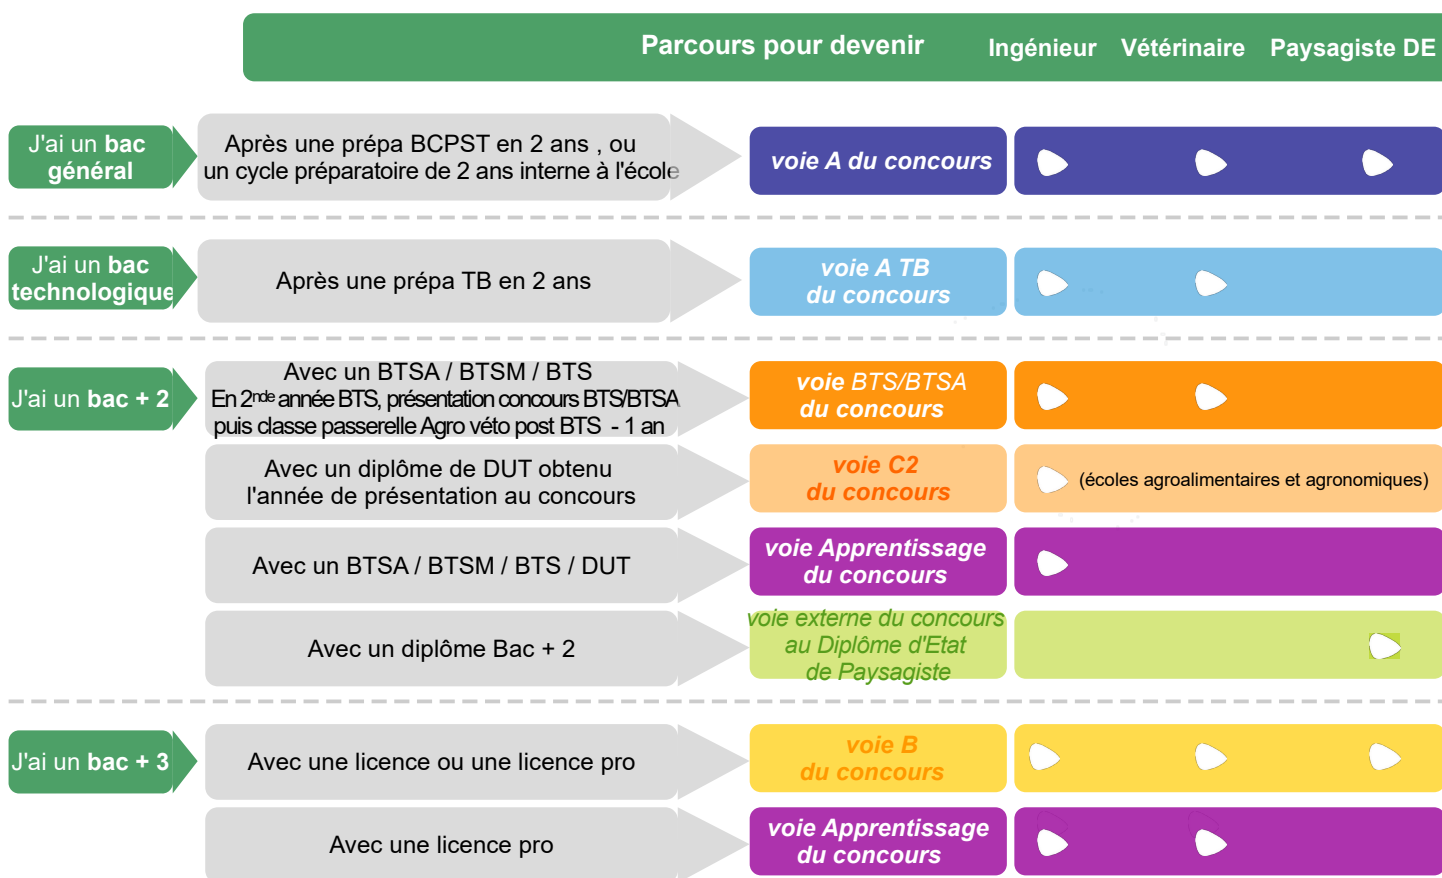 Parcours pour devenir Ingénieur Vétérinaire Paysagiste DE
J'ai un bac
général
Après une prépa BCPST en 2 ans , ou
un cycle préparatoire de 2 ans interne à l'école
voie A du concours
J'ai un bac
technologique
Après une prépa TB en 2 ans
voie A TB
du concours
J'ai un bac + 2
Avec un BTSA / BTSM / BTS
En 2nde année BTS, présentation concours BTS/BTSA
puis classe passerelle Agro véto post BTS - 1 an
voie BTS/BTSA
du concours
Avec un diplôme de DUT obtenu
l'année de présentation au concours
voie C2
du concours
(écoles agroalimentaires et agronomiques)
Avec un BTSA / BTSM / BTS / DUT
voie Apprentissage
du concours
Avec un diplôme Bac + 2
voie externe du concours
au Diplôme d'Etat
de Paysagiste
J'ai un bac + 3
Avec une licence ou une licence pro
voie B
du concours
Avec une licence pro
voie Apprentissage
du concours